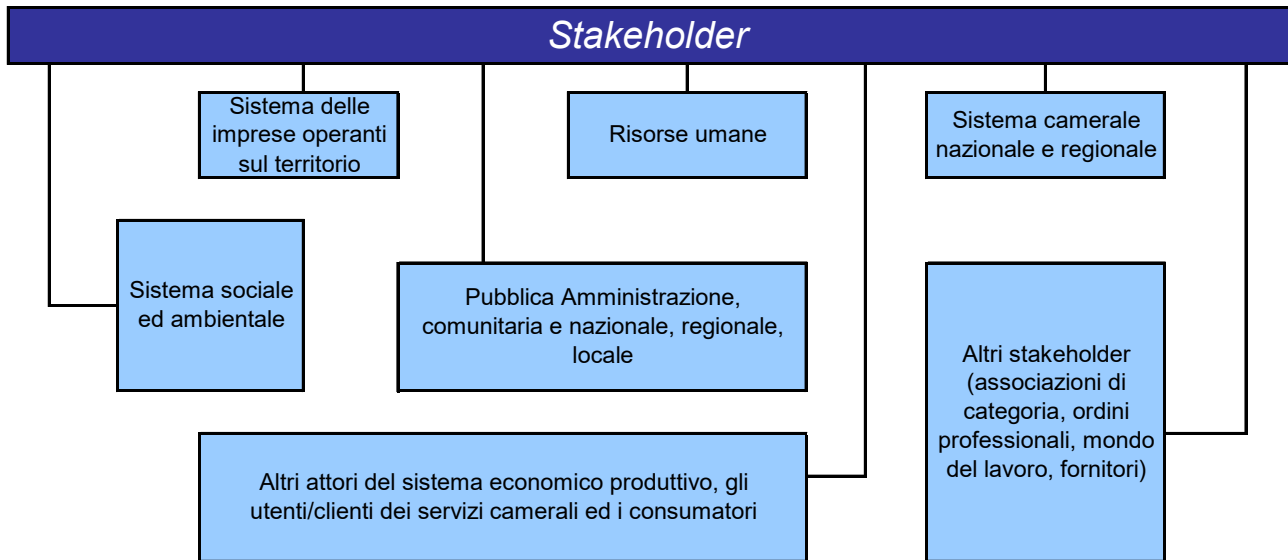 Stakeholder
Sistema delle
imprese operanti
sul territorio
Risorse umane
Sistema camerale
nazionale e regionale
Sistema sociale
ed ambientale
Pubblica Amministrazione,
comunitaria e nazionale, regionale,
locale
Altri stakeholder
(associazioni di
categoria, ordini
professionali, mondo
del lavoro, fornitori)
Altri attori del sistema economico produttivo, gli
utenti/clienti dei servizi camerali ed i consumatori